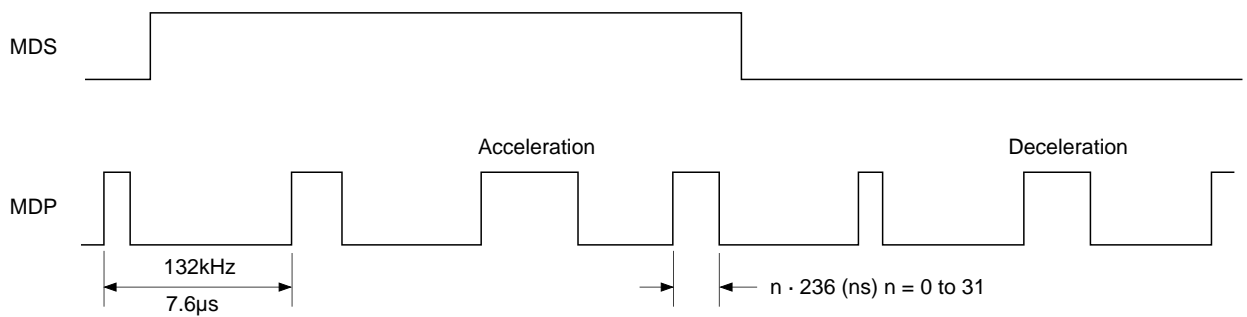 MDS
Acceleration
Deceleration
MDP
132kHz
7.6µs
n · 236 (ns) n = 0 to 31